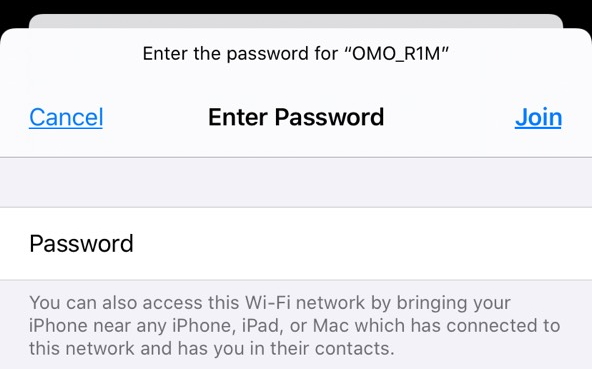 Enter the password for “OMO_R1M”
Cancel
Enter Password
Join
Password
You can also access this Wi-Fi network by bringing your
iPhone near any iPhone, iPad, or Mac which has connected to
this network and has you in their contacts.